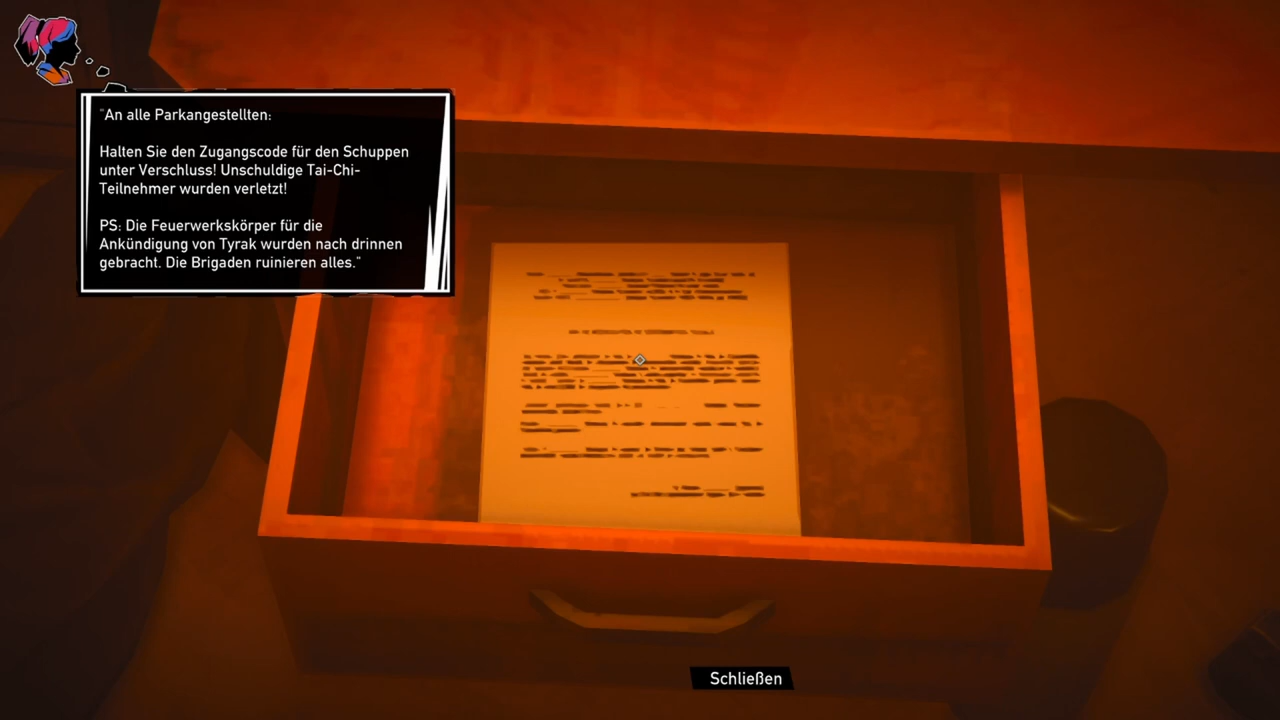 "An alle Parkangestellten:
Halten Sie den Zugangscode für den Schuppen
unter Verschluss! Unschuldige Tai-Chi-
Teilnehmer wurden verletzt!
PS: Die Feuerwerkskörper für die
Ankündigung von Tyrak wurden nach drinnen
gebracht. Die Brigaden ruinieren alles."
Schließen